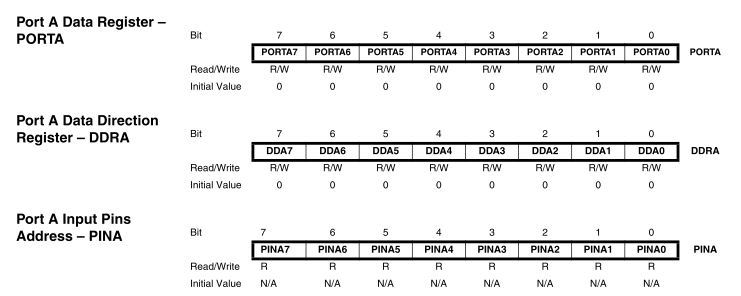 Port A Data Register –
PORTA
Bit 7 6 5 4 3 2 1 0
PORTA7 PORTA6 PORTA5 PORTA4 PORTA3 PORTA2 PORTA1 PORTA0 PORTA
Read/Write R/W R/W R/W R/W R/W R/W R/W R/W
Initial Value 0 0 0 0 0 0 0 0
Port A Data Direction
Register – DDRA
Bit 7 6 5 4 3 2 1 0
DDA7 DDA6 DDA5 DDA4 DDA3 DDA2 DDA1 DDA0 DDRA
Read/Write R/W R/W R/W R/W R/W R/W R/W R/W
Initial Value 0 0 0 0 0 0 0 0
Port A Input Pins
Address – PINA
Bit 7 6 5 4 3 2 1 0
PINA7 PINA6 PINA5 PINA4 PINA3 PINA2 PINA1 PINA0 PINA
Read/Write R R R R R R R R
Initial Value N/A N/A N/A N/A N/A N/A N/A N/A